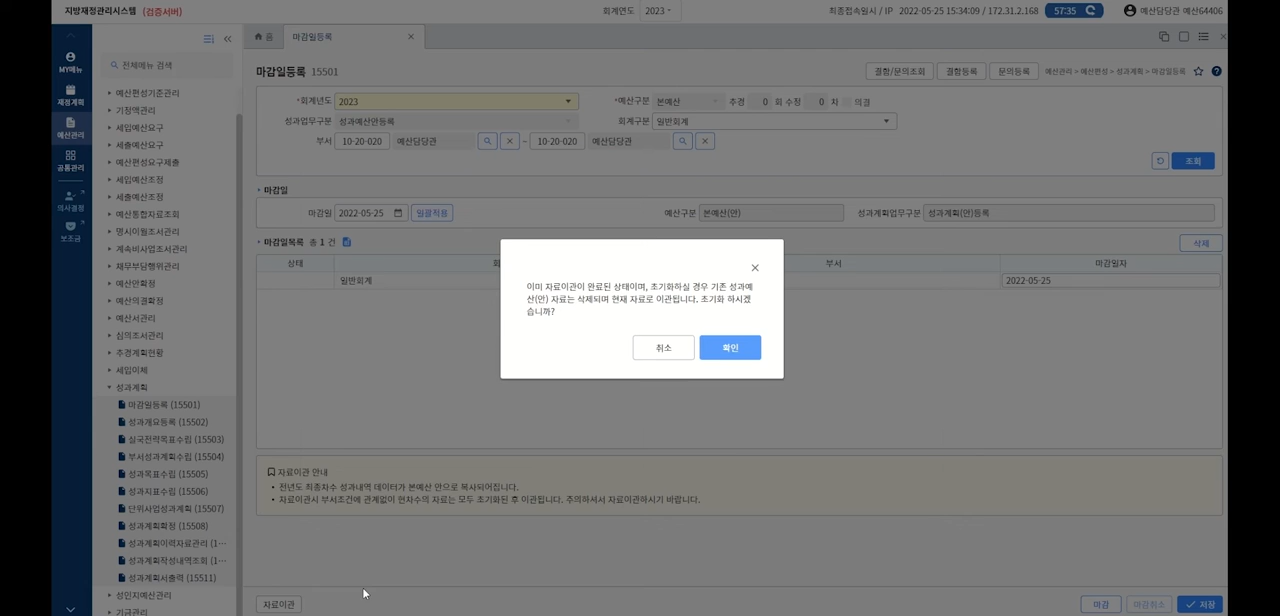 지방재정관리시스템 (검증서버)
회계연도 2023
최종접속일시 / IP 2022-05-25 15:34:09 / 172.31.2.168 57:35 예산담당관 예산64406
홈 마감일등록
MY메뉴
재정계획
예산관리
공통관리
의사결정
보조금
전체메뉴 검색
예산편성기준관리
기정액관리
세입예산요구
세출예산요구
예산편성요구제출
세입예산조정
세출예산조정
예산통합자료조회
명시이월조서관리
계속비사업조서관리
채무부담행위관리
예산안확정
예산의결확정
예산서관리
심의조서관리
추경계획현황
세입이체
성과계획
마감일등록 (15501)
성과개요등록 (15502)
실국전략목표수립 (15503)
부서성과계획수립 (15504)
성과목표수립 (15505)
성과지표수립 (15506)
단위사업성과계획 (15507)
성과계획확정 (15508)
성과계획이력자료관리 (1···
성과계획작성내역조회 (1···
성과계획서출력 (15511)
성인지예산관리
기금관리
마감일등록 15501
결함/문의조회 결함등록 문의등록 예산관리 > 예산편성 > 성과계획 > 마감일등록
*회계연도 2023 *예산구분 본예산 추경 0 회 수정 0 차 의결
성과업무구분 성과예산안등록 회계구분 일반회계
부서 10-20-020 예산담당관 ~ 10-20-020 예산담당관
조회
마감일
마감일 2022-05-25 일괄적용 예산구분 본예산(안) 성과계획업무구분 성과계획(안)등록
마감일목록 총 1 건 삭제
상태 회 부서 마감일자
일반회계 2022-05-25
이미 자료이관이 완료된 상태이며, 초기화하실 경우 기존 성과예
산(안) 자료는 삭제되며 현재 자료로 이관됩니다. 초기화 하시겠
습니까?
취소 확인
자료이관 안내
• 전년도 최종차수 성과내역 데이터가 본예산 안으로 복사되어집니다.
• 자료이관시 부서조건에 관계없이 현차수의 자료는 모두 초기화된 후 이관됩니다. 주의하셔서 자료이관하시기 바랍니다.
자료이관 마감 마감취소 저장